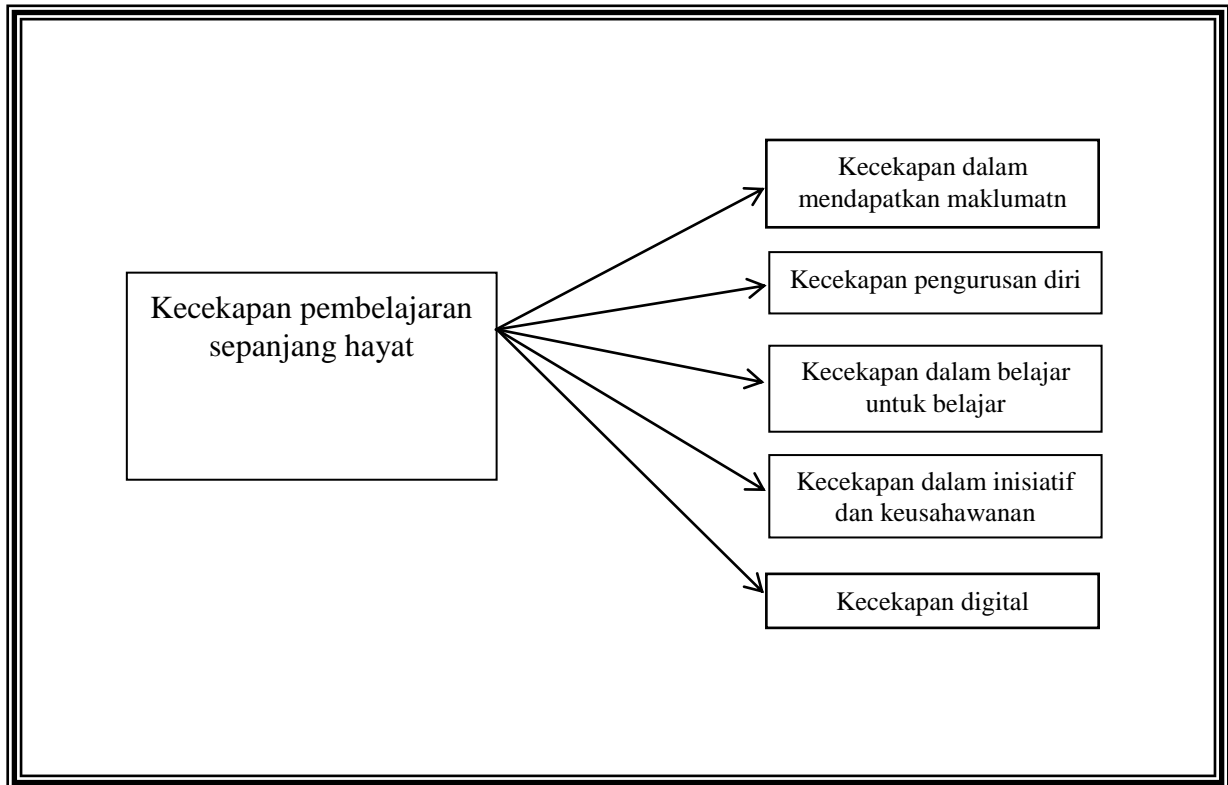 Kecekapan pembelajaran
sepanjang hayat
Kecekapan dalam
mendapatkan maklumatn
Kecekapan pengurusan diri
Kecekapan dalam belajar
untuk belajar
Kecekapan dalam inisiatif
dan keusahawanan
Kecekapan digital